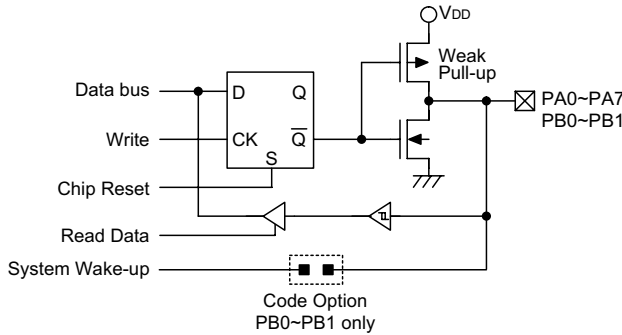 VDD
Weak
Pull-up
Data bus
D
Q
PA0~PA7
PB0~PB1
Write
CK
Q
S
Chip Reset
Read Data
System Wake-up
Code Option
PB0~PB1 only